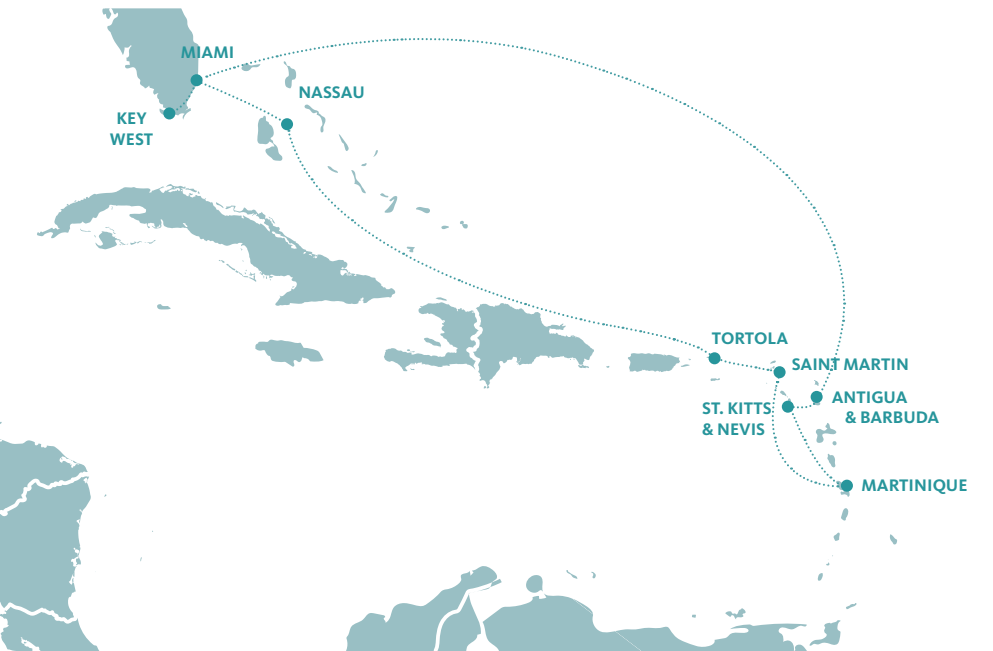 MIAMI
NASSAU
KEY
WEST
TORTOLA
SAINT MARTIN
ST. KITTS
& NEVIS
ANTIGUA
& BARBUDA
MARTINIQUE